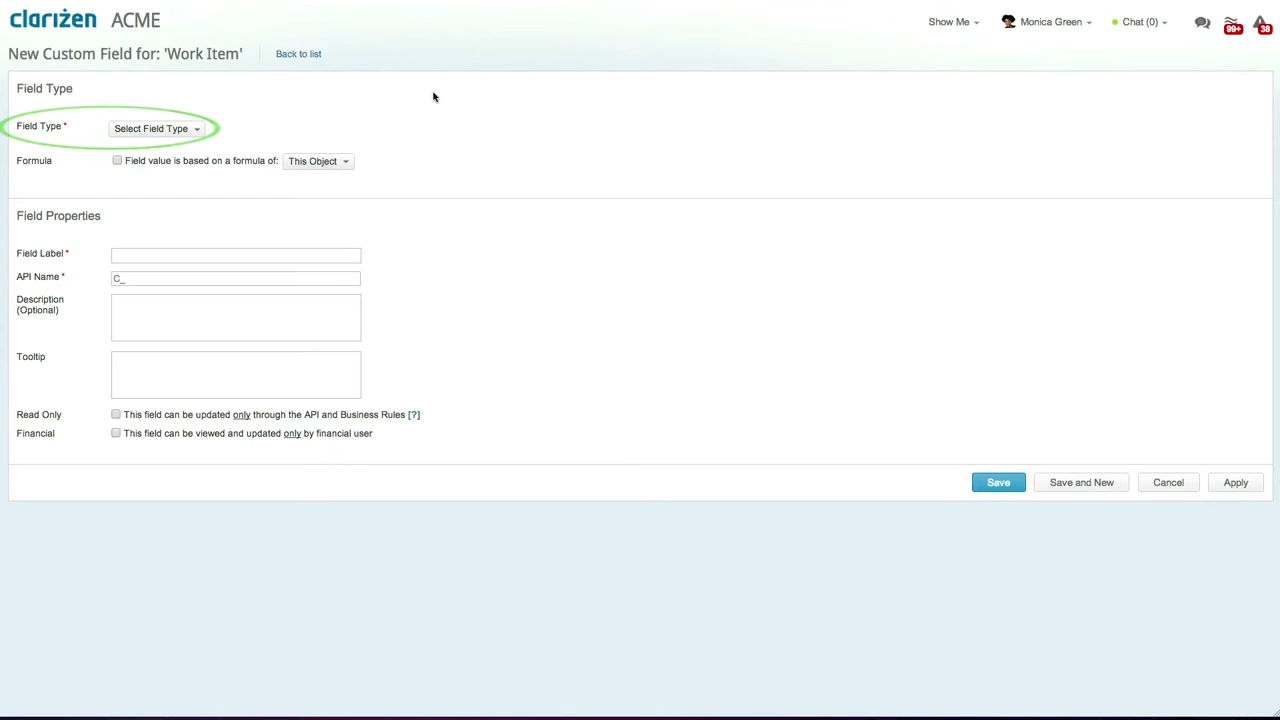 clarizen ACME
Show Me Monica Green Chat (0) 99+ 38
New Custom Field for: 'Work Item' Back to list
Field Type
Field Type * Select Field Type
Formula Field value is based on a formula of: This Object
Field Properties
Field Label *
API Name * C_
Description
(Optional)
Tooltip
Read Only This field can be updated only through the API and Business Rules [?]
Financial This field can be viewed and updated only by financial user
Save Save and New Cancel Apply